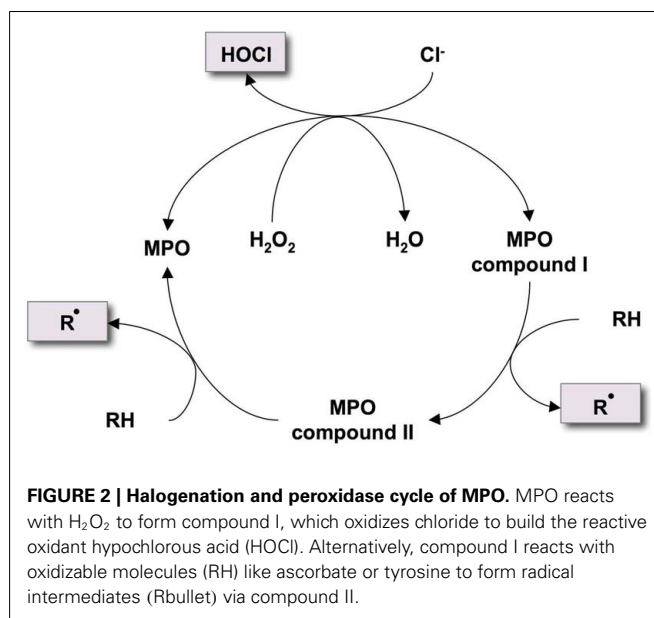 HOCl
Cl-
MPO
H₂O₂
H₂O
MPO
compound I
R•
RH
RH
MPO
compound II
R•
FIGURE 2 | Halogenation and peroxidase cycle of MPO. MPO reacts
with H₂O₂ to form compound I, which oxidizes chloride to build the reactive
oxidant hypochlorous acid (HOCl). Alternatively, compound I reacts with
oxidizable molecules (RH) like ascorbate or tyrosine to form radical
intermediates (Rbullet) via compound II.